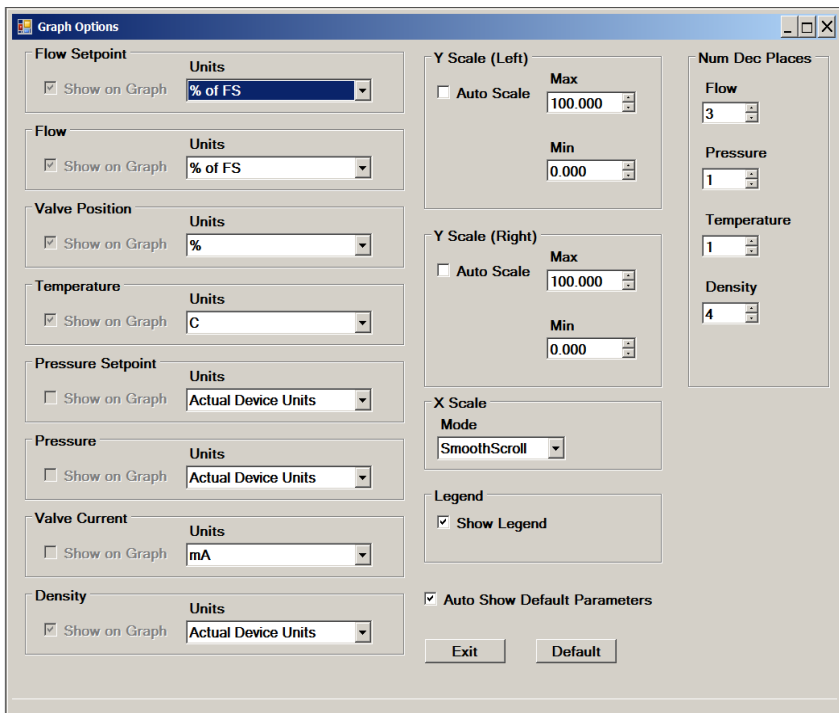 Graph Options
Flow Setpoint
Units
Show on Graph
% of FS
Flow
Units
Show on Graph
% of FS
Valve Position
Units
Show on Graph
%
Temperature
Units
Show on Graph
C
Pressure Setpoint
Units
Show on Graph
Actual Device Units
Pressure
Units
Show on Graph
Actual Device Units
Valve Current
Units
Show on Graph
mA
Density
Units
Show on Graph
Actual Device Units
Y Scale (Left)
Max
Auto Scale
100.000
Min
0.000
Y Scale (Right)
Max
Auto Scale
100.000
Min
0.000
X Scale
Mode
SmoothScroll
Legend
Show Legend
Auto Show Default Parameters
Exit
Default
Num Dec Places
Flow
3
Pressure
1
Temperature
1
Density
4